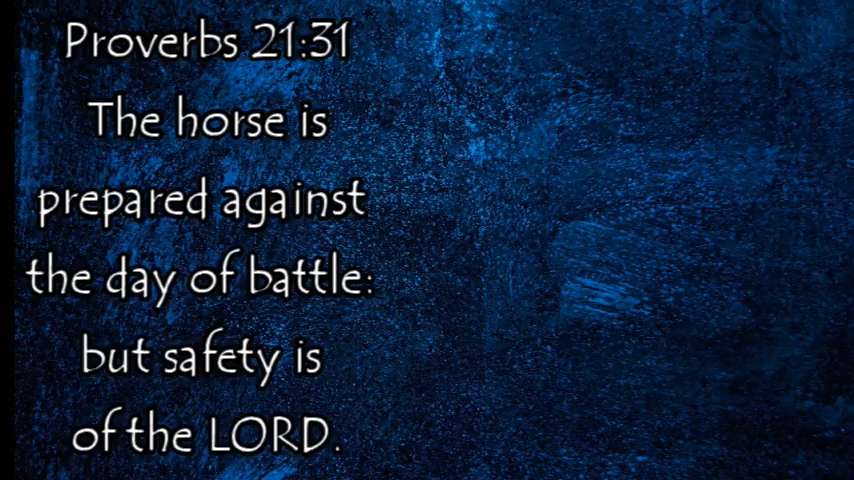 Proverbs 21:31
The horse is
prepared against
the day of battle:
but safety is
of the LORD.